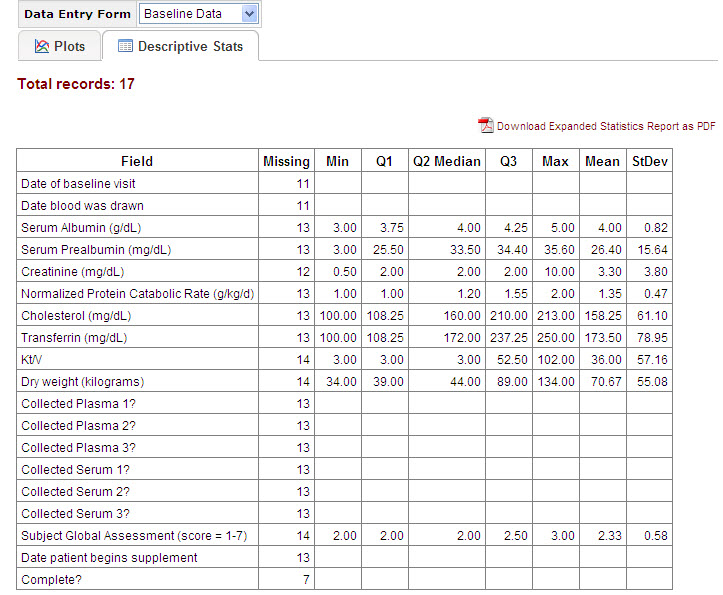 Data Entry Form Baseline Data
Plots Descriptive Stats
Total records: 17
Download Expanded Statistics Report as PDF
Field Missing Min Q1 Q2 Median Q3 Max Mean StDev
Date of baseline visit 11
Date blood was drawn 11
Serum Albumin (g/dL) 13 3.00 3.75 4.00 4.25 5.00 4.00 0.82
Serum Prealbumin (mg/dL) 13 3.00 25.50 33.50 34.40 35.60 26.40 15.64
Creatinine (mg/dL) 12 0.50 2.00 2.00 2.00 10.00 3.30 3.80
Normalized Protein Catabolic Rate (g/kg/d) 13 1.00 1.00 1.20 1.55 2.00 1.35 0.47
Cholesterol (mg/dL) 13 100.00 108.25 160.00 210.00 213.00 158.25 61.10
Transferrin (mg/dL) 13 100.00 108.25 172.00 237.25 250.00 173.50 78.95
Kt/V 14 3.00 3.00 3.00 52.50 102.00 36.00 57.16
Dry weight (kilograms) 14 34.00 39.00 44.00 89.00 134.00 70.67 55.08
Collected Plasma 1? 13
Collected Plasma 2? 13
Collected Plasma 3? 13
Collected Serum 1? 13
Collected Serum 2? 13
Collected Serum 3? 13
Subject Global Assessment (score = 1-7) 14 2.00 2.00 2.00 2.50 3.00 2.33 0.58
Date patient begins supplement 13
Complete? 7